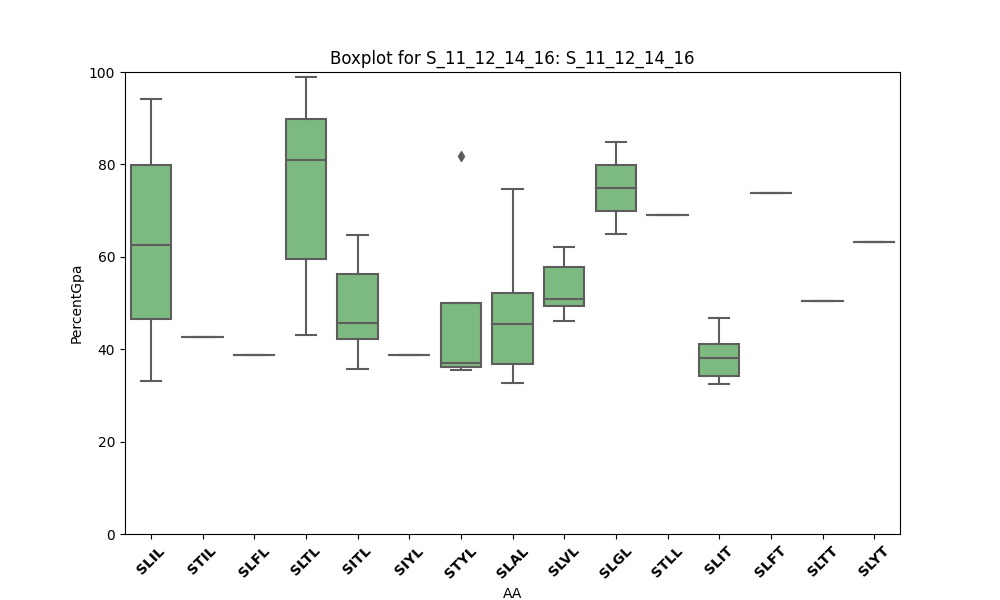 Boxplot for S_11_12_14_16: S_11_12_14_16
100
80
60
40
20
0
PercentGpa
SLIL
STIL
SLFL
SLTL
SITL
SIYL
STYL
SLAL
SLVL
SLGL
STLL
SLIT
SLFT
SLTT
SLYT
AA